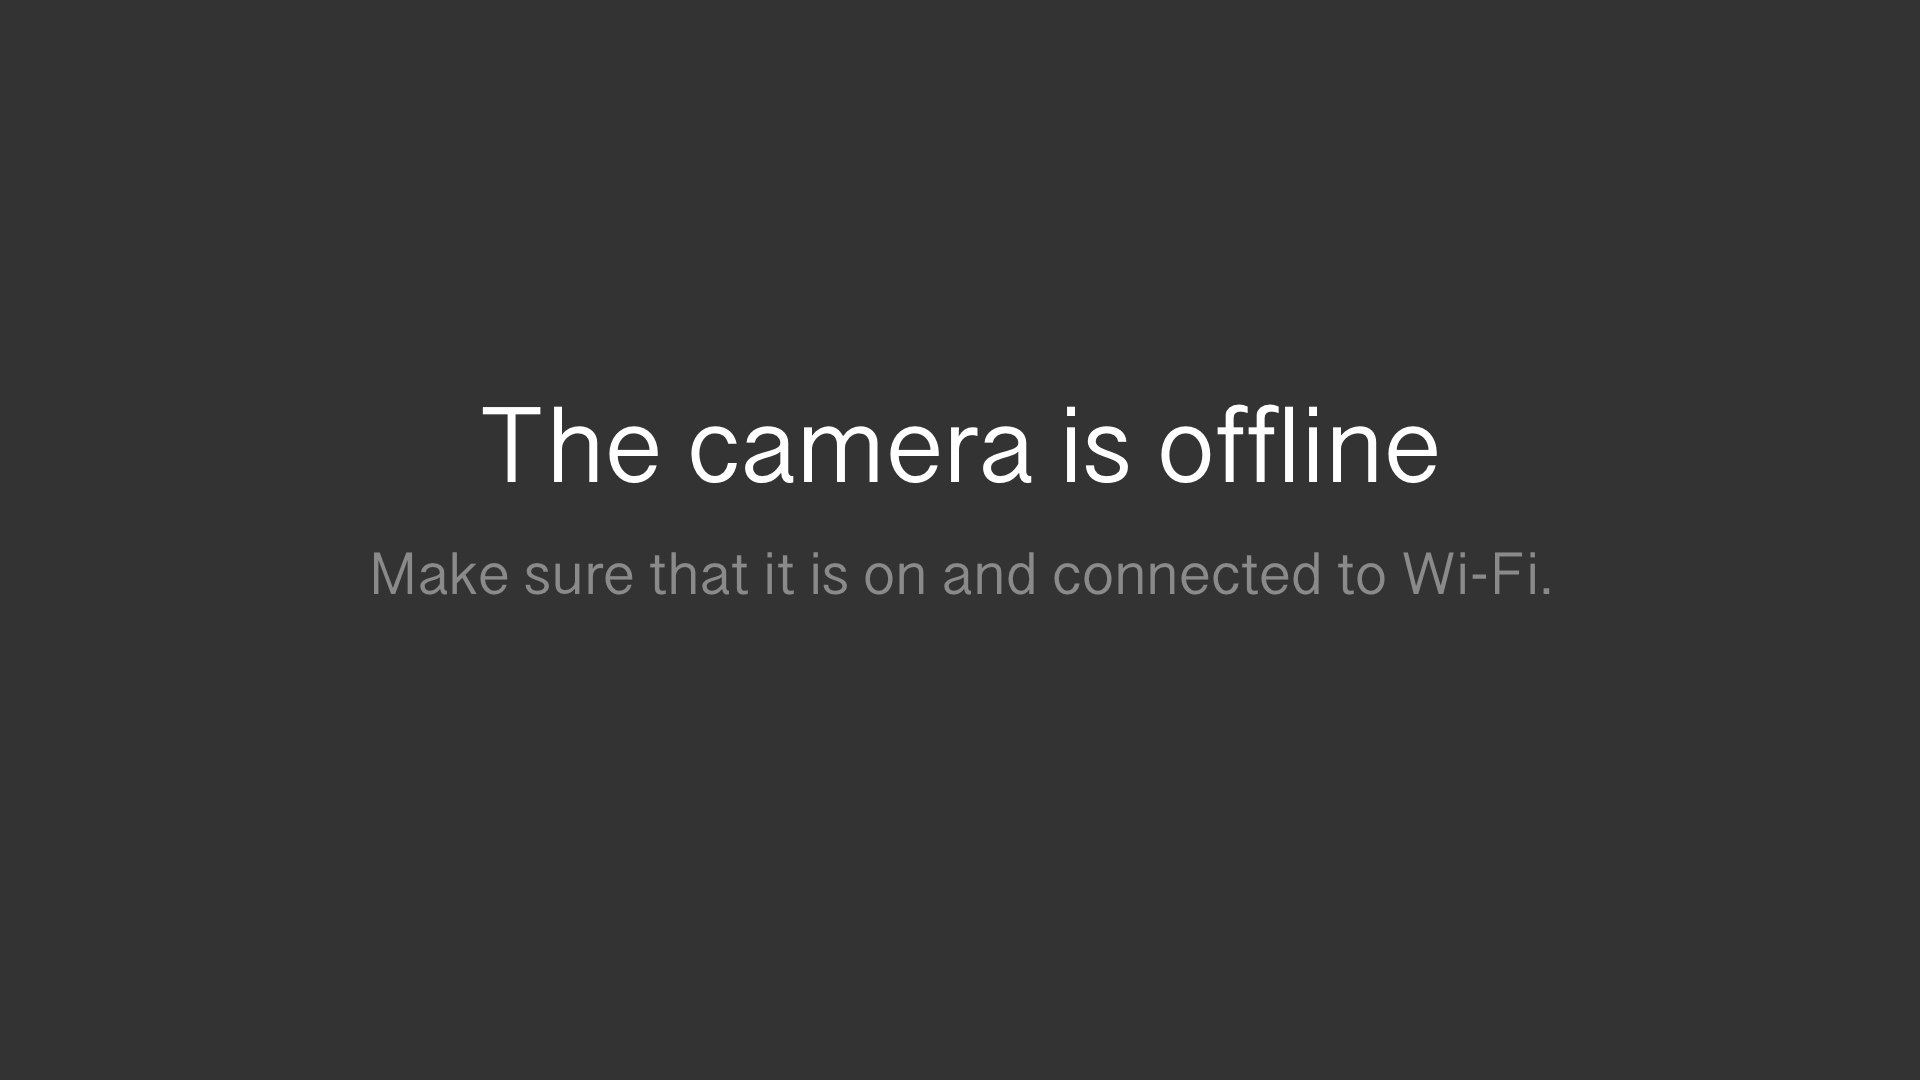 The camera is offline
Make sure that it is on and connected to Wi-Fi.